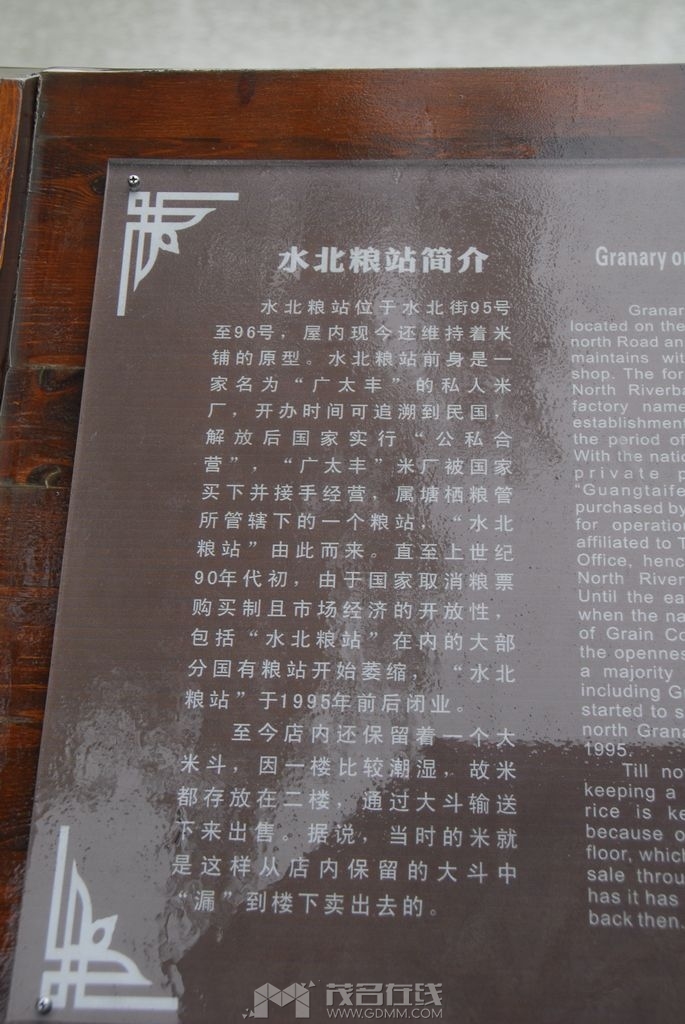 水北粮站简介
水北粮站位于水北街95号
至96号，屋内现今还维持着米
铺的原型。水北粮站前身是一
家名为“广太丰”的私人米
厂，开办时间可追溯到民国，
解放后国家实行“公私合
营”，“广太丰”米厂被国家
买下并接手经营，属塘栖粮管
所管辖下的一个粮站，“水北
粮站”由此而来。直至上世纪
90年代初，由于国家取消粮票
购买制且市场经济的开放性，
包括“水北粮站”在内的大部
分国有粮站开始萎缩，“水北
粮站”于1995年前后闭业。
至今店内还保留着一个大
米斗，因一楼比较潮湿，故米
都存放在二楼，通过大斗输送
下来出售。据说，当时的米就
是这样从店内保留的大斗中
“漏”到楼下卖出去的。
Granary
Granar
located on the
north Road an
maintains wit
shop. The for
North Riverba
factory name
establishment
the period of
With the nati
private p
“Guangtaife
purchased by
for operatio
affiliated to T
Office, henc
North River
Until the ea
when the na
of Grain Co
the openness
a majority
including G
started to s
north Grana
1995.
Till no
keeping a
rice is ke
because o
floor, which
sale throu
has it has
back then.
茂名在线
WWW.GDMM.COM